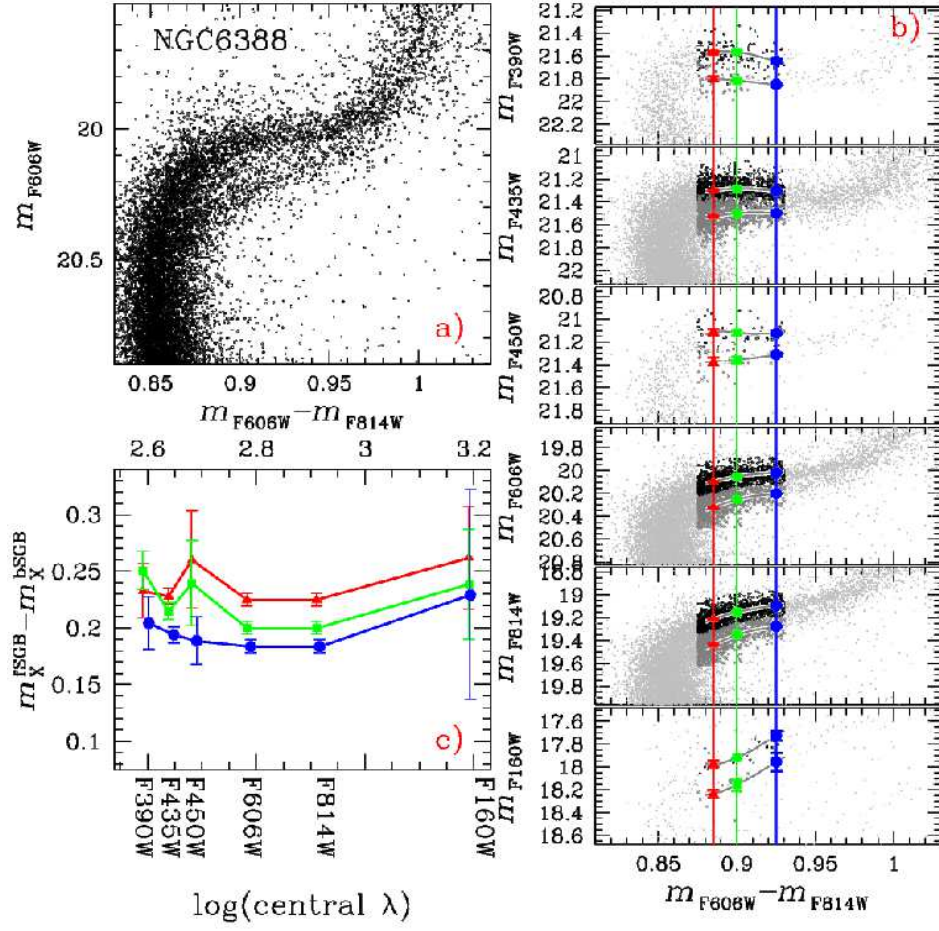 NGC6388
20
20.5
m_F606W
a)
0.85 0.9 0.95 1
m_F606W−m_F814W
2.6 2.8 3 3.2
0.3
0.25
0.2
0.15
0.1
m_X^fSGB−m_X^bSGB
c)
F390W
F435W
F450W
F606W
F814W
F160W
log(central λ)
b)
21.2
21.4
21.6
21.8
22
22.2
m_F390W
21
21.2
21.4
21.6
21.8
22
m_F435W
20.8
21
21.2
21.4
21.6
21.8
m_F450W
19.8
20
20.2
20.4
20.6
20.8
m_F606W
18.8
19
19.2
19.4
19.6
19.8
m_F814W
17.6
17.8
18
18.2
18.4
18.6
m_F160W
0.85 0.9 0.95 1
m_F606W−m_F814W